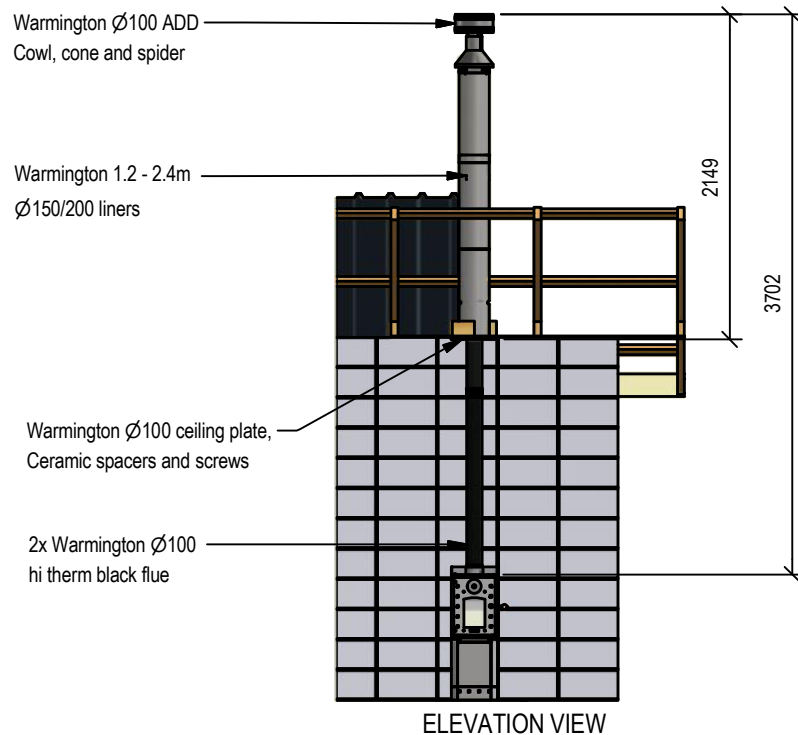 Warmington Ø100 ADD
Cowl, cone and spider
Warmington 1.2 - 2.4m
Ø150/200 liners
2149
3702
Warmington Ø100 ceiling plate,
Ceramic spacers and screws
2x Warmington Ø100
hi therm black flue
ELEVATION VIEW